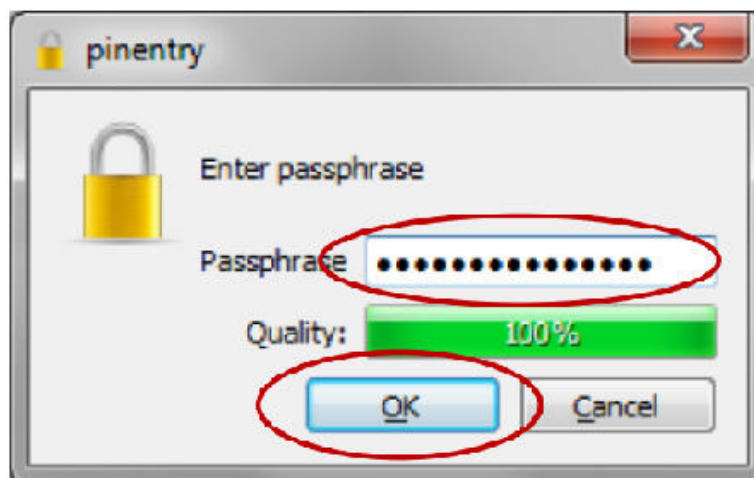 pinentry
Enter passphrase
Passphrase •••••••••••••••
Quality: 100%
OK Cancel